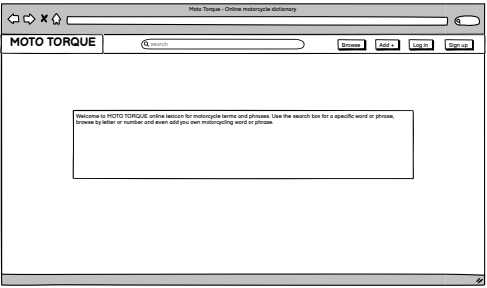 Moto Torque - Online motorcycle dictionary
MOTO TORQUE
search
Browse
Add +
Log in
Sign up
Welcome to MOTO TORQUE online lexicon for motorcycle terms and phrases. Use the search box for a specific word or phrase,
browse by letter or number and even add you own motorcycling word or phrase.